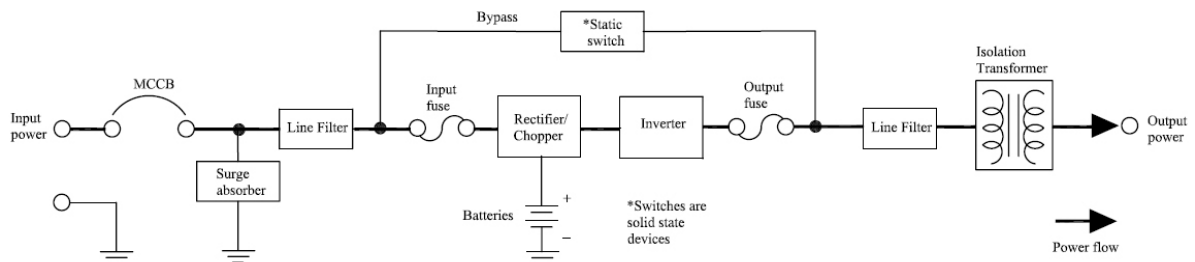 Bypass
*Static
switch
Isolation
Transformer
MCCB
Input
fuse
Output
fuse
Input
power
Line Filter
Rectifier/
Chopper
Inverter
Line Filter
Output
power
Surge
absorber
Batteries
+
−
*Switches are
solid state
devices
Power flow